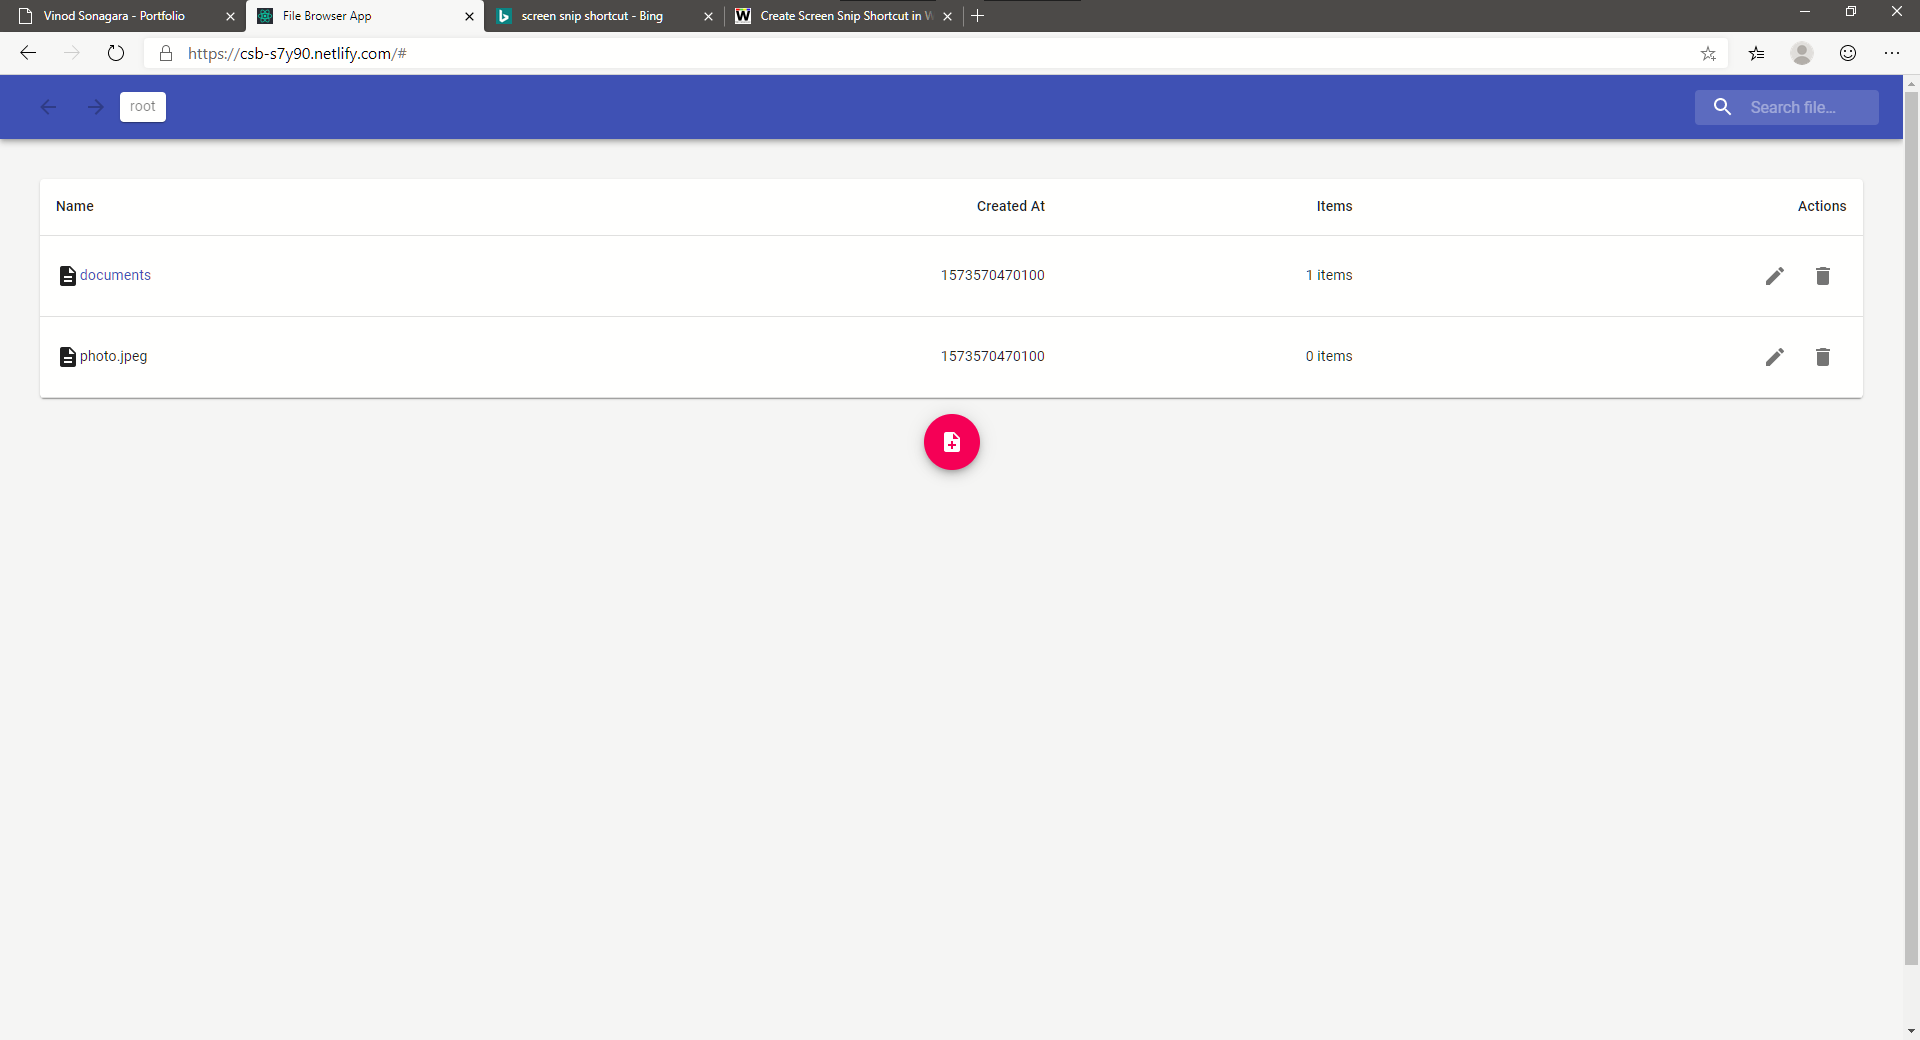 Vinod Sonagara - Portfolio
File Browser App
screen snip shortcut - Bing
Create Screen Snip Shortcut in W
https://csb-s7y90.netlify.com/#
root
Search file...
Name Created At Items Actions
documents 1573570470100 1 items
photo.jpeg 1573570470100 0 items